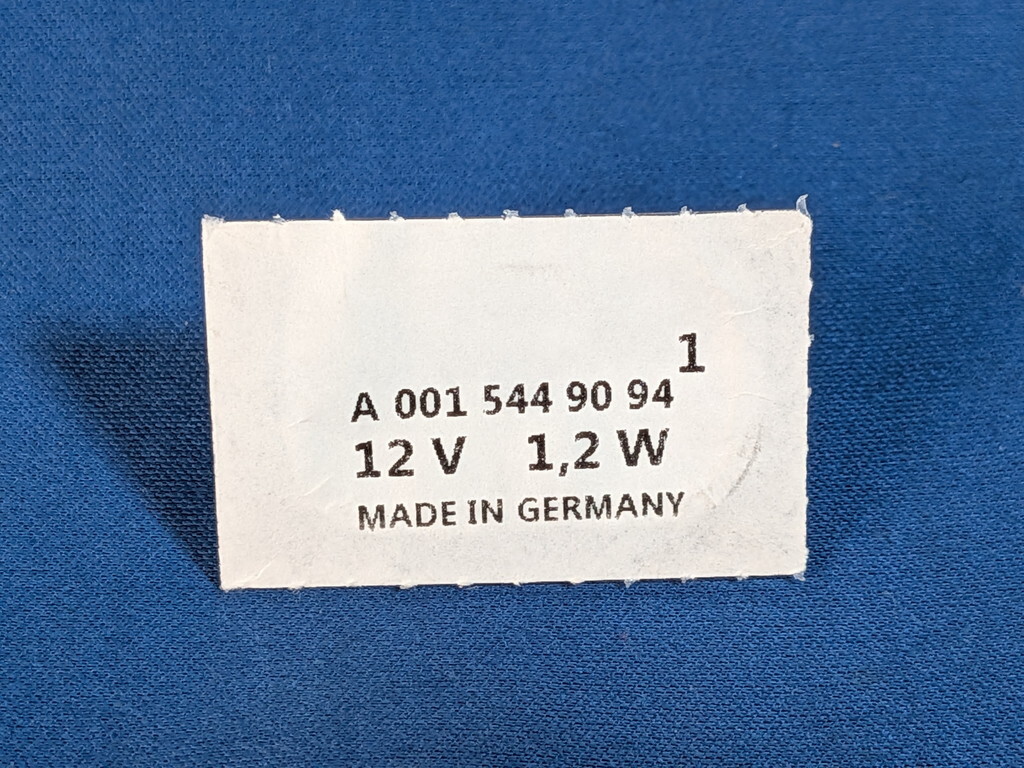 1
A 001 544 90 94
12 V 1,2 W
MADE IN GERMANY